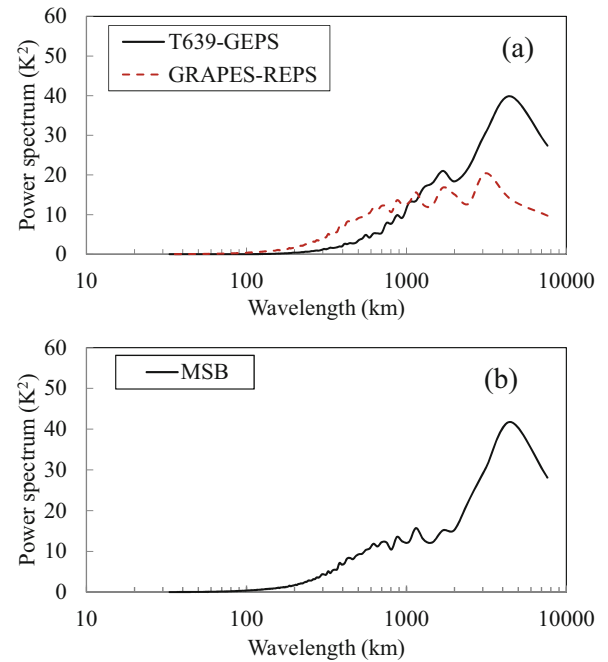 60
50
40
30
20
10
0
Power spectrum (K²)
T639-GEPS
GRAPES-REPS
(a)
10 100 1000 10000
Wavelength (km)
60
50
40
30
20
10
0
Power spectrum (K²)
MSB
(b)
10 100 1000 10000
Wavelength (km)